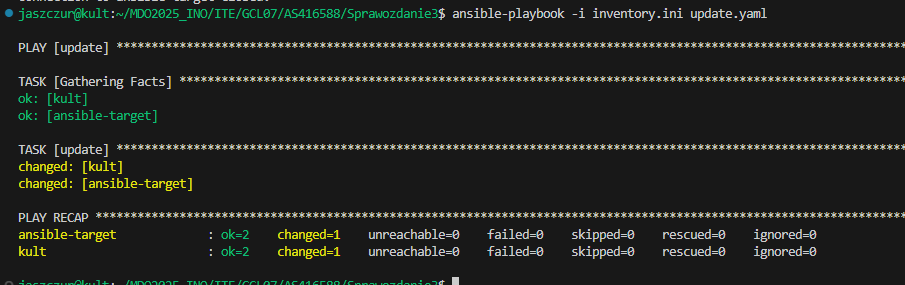 jaszczur@kult:~/MDO2025_INO/ITE/GCL07/AS416588/Sprawozdanie3$ ansible-playbook -i inventory.ini update.yaml
PLAY [update] ****************************************************************************************************************
TASK [Gathering Facts] *******************************************************************************************************
ok: [kult]
ok: [ansible-target]
TASK [update] ****************************************************************************************************************
changed: [kult]
changed: [ansible-target]
PLAY RECAP *******************************************************************************************************************
ansible-target             : ok=2    changed=1    unreachable=0    failed=0    skipped=0    rescued=0    ignored=0
kult                       : ok=2    changed=1    unreachable=0    failed=0    skipped=0    rescued=0    ignored=0
jaszczur@kult:~/MDO2025_INO/ITE/GCL07/AS416588/Sprawozdanie3$